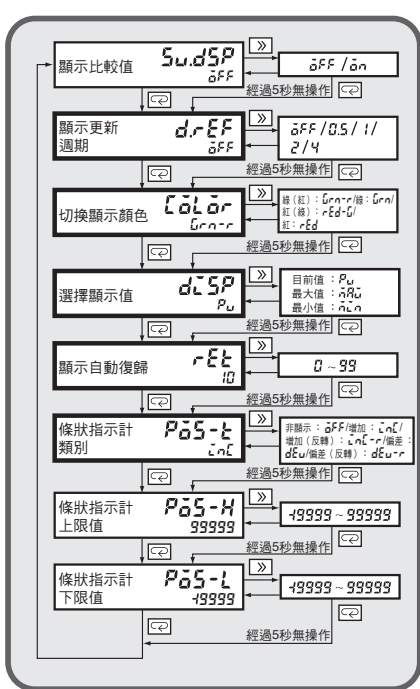 顯示比較值
Sv.dSP
oFF
oFF / on
經過5秒無操作
顯示更新
週期
d.rEF
oFF
oFF / 0.5 / 1 /
2 / 4
經過5秒無操作
切換顯示顏色
CoLor
Grn-r
綠(紅):Grn-r/綠:Grn/
紅(綠):rEd-G/
紅:rEd
經過5秒無操作
選擇顯示值
diSP
Pv
目前值:Pv
最大值:mAx
最小值:min
經過5秒無操作
顯示自動復歸
rEt
10
0 ~ 99
經過5秒無操作
條狀指示計
類別
PoS-t
inC
非顯示:oFF/增加:inC/
增加(反轉):inC-r/偏差:
dEv/偏差(反轉):dEv-r
經過5秒無操作
條狀指示計
上限值
PoS-H
99999
-19999 ~ 99999
經過5秒無操作
條狀指示計
下限值
PoS-L
-19999
-19999 ~ 99999
經過5秒無操作